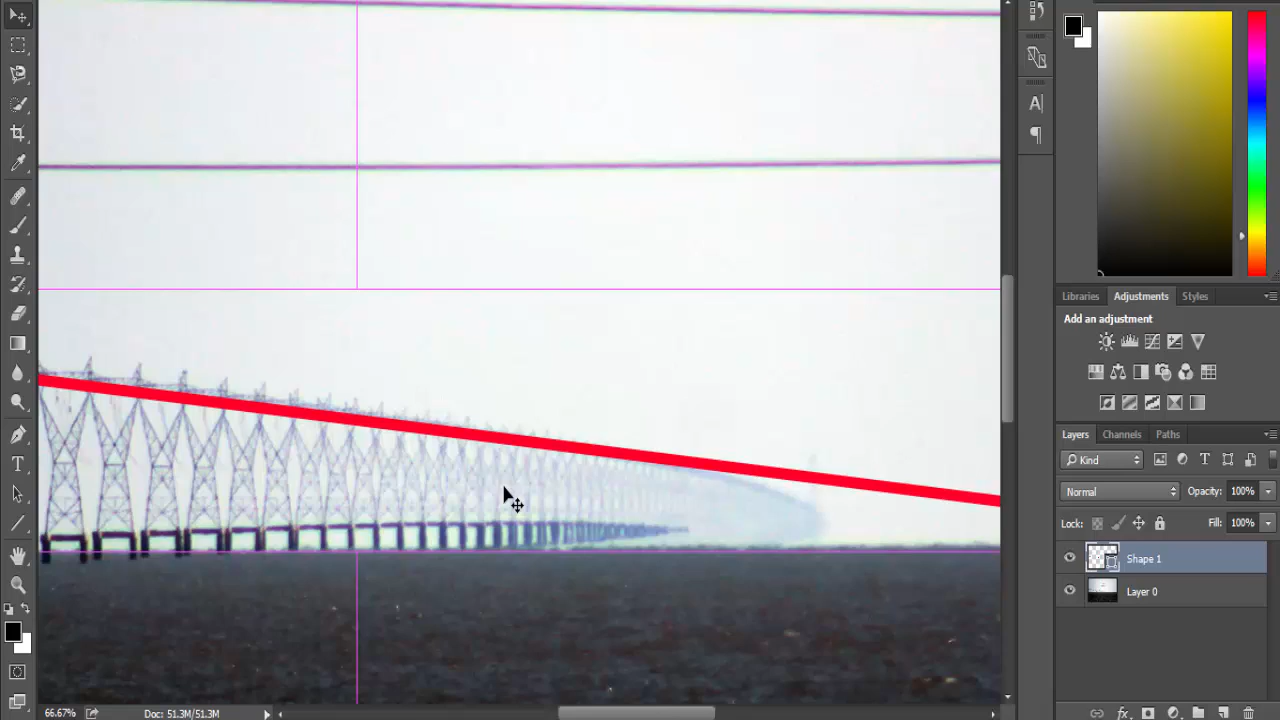 A|
¶
Libraries
Adjustments
Styles
Add an adjustment
Layers
Channels
Paths
Kind
T
Normal
Opacity: 100%
Lock:
Fill: 100%
Shape 1
Layer 0
T
66.67%
Doc: 51.3M/51.3M
fx